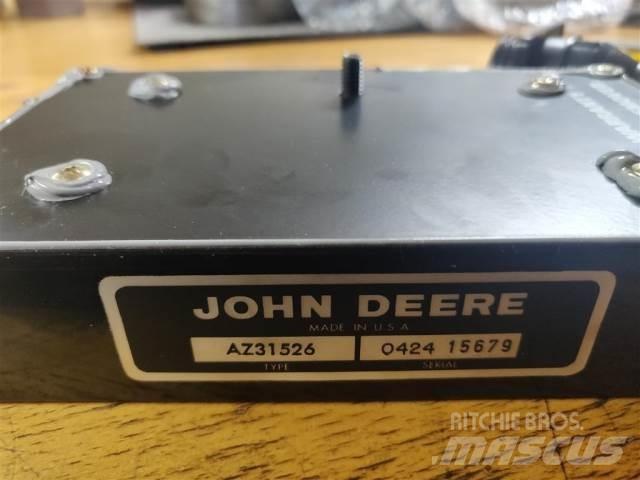 JOHN DEERE
MADE IN U.S.A
AZ31526 0424 15679
TYPE SERIAL
RITCHIE BROS.
mascus